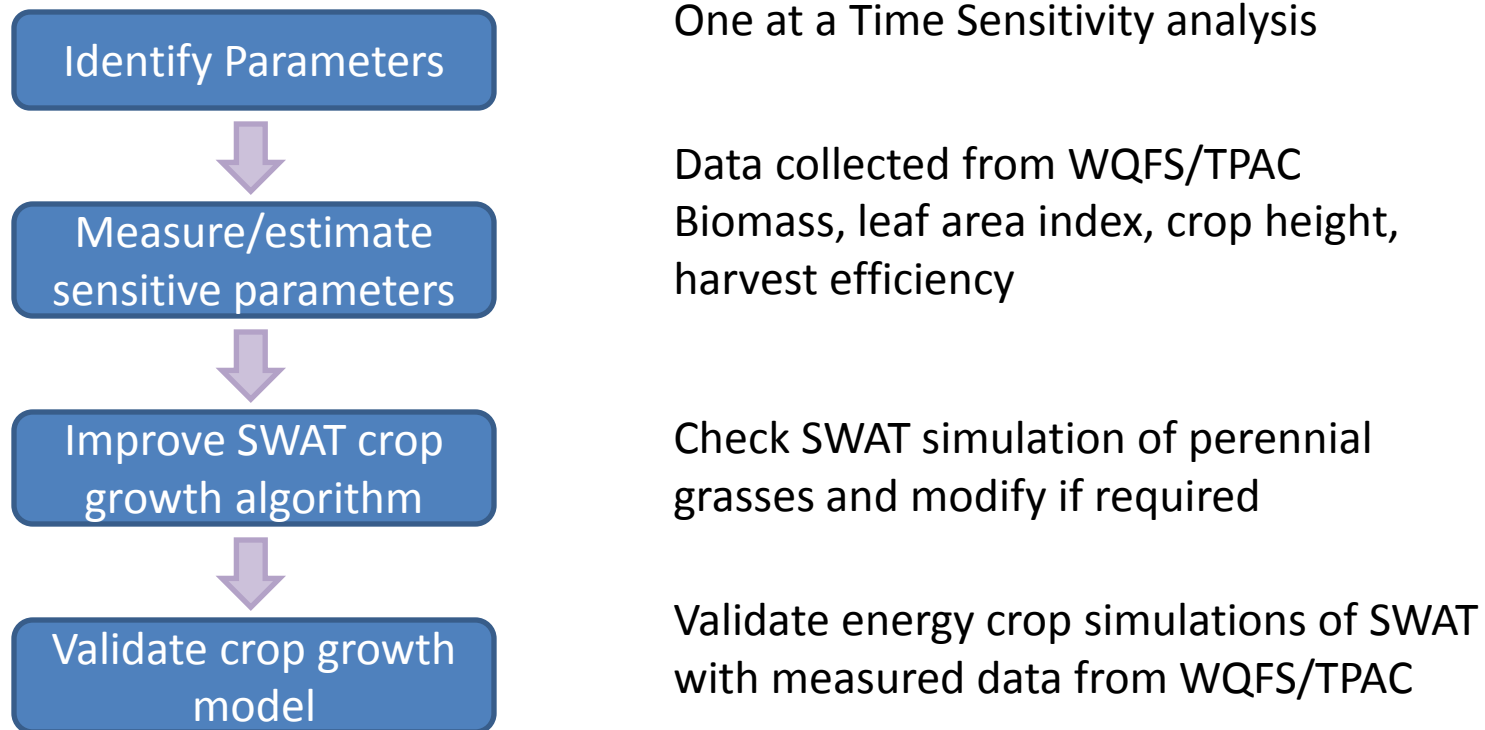 Identify Parameters
One at a Time Sensitivity analysis
Measure/estimate
sensitive parameters
Data collected from WQFS/TPAC
Biomass, leaf area index, crop height,
harvest efficiency
Improve SWAT crop
growth algorithm
Check SWAT simulation of perennial
grasses and modify if required
Validate crop growth
model
Validate energy crop simulations of SWAT
with measured data from WQFS/TPAC